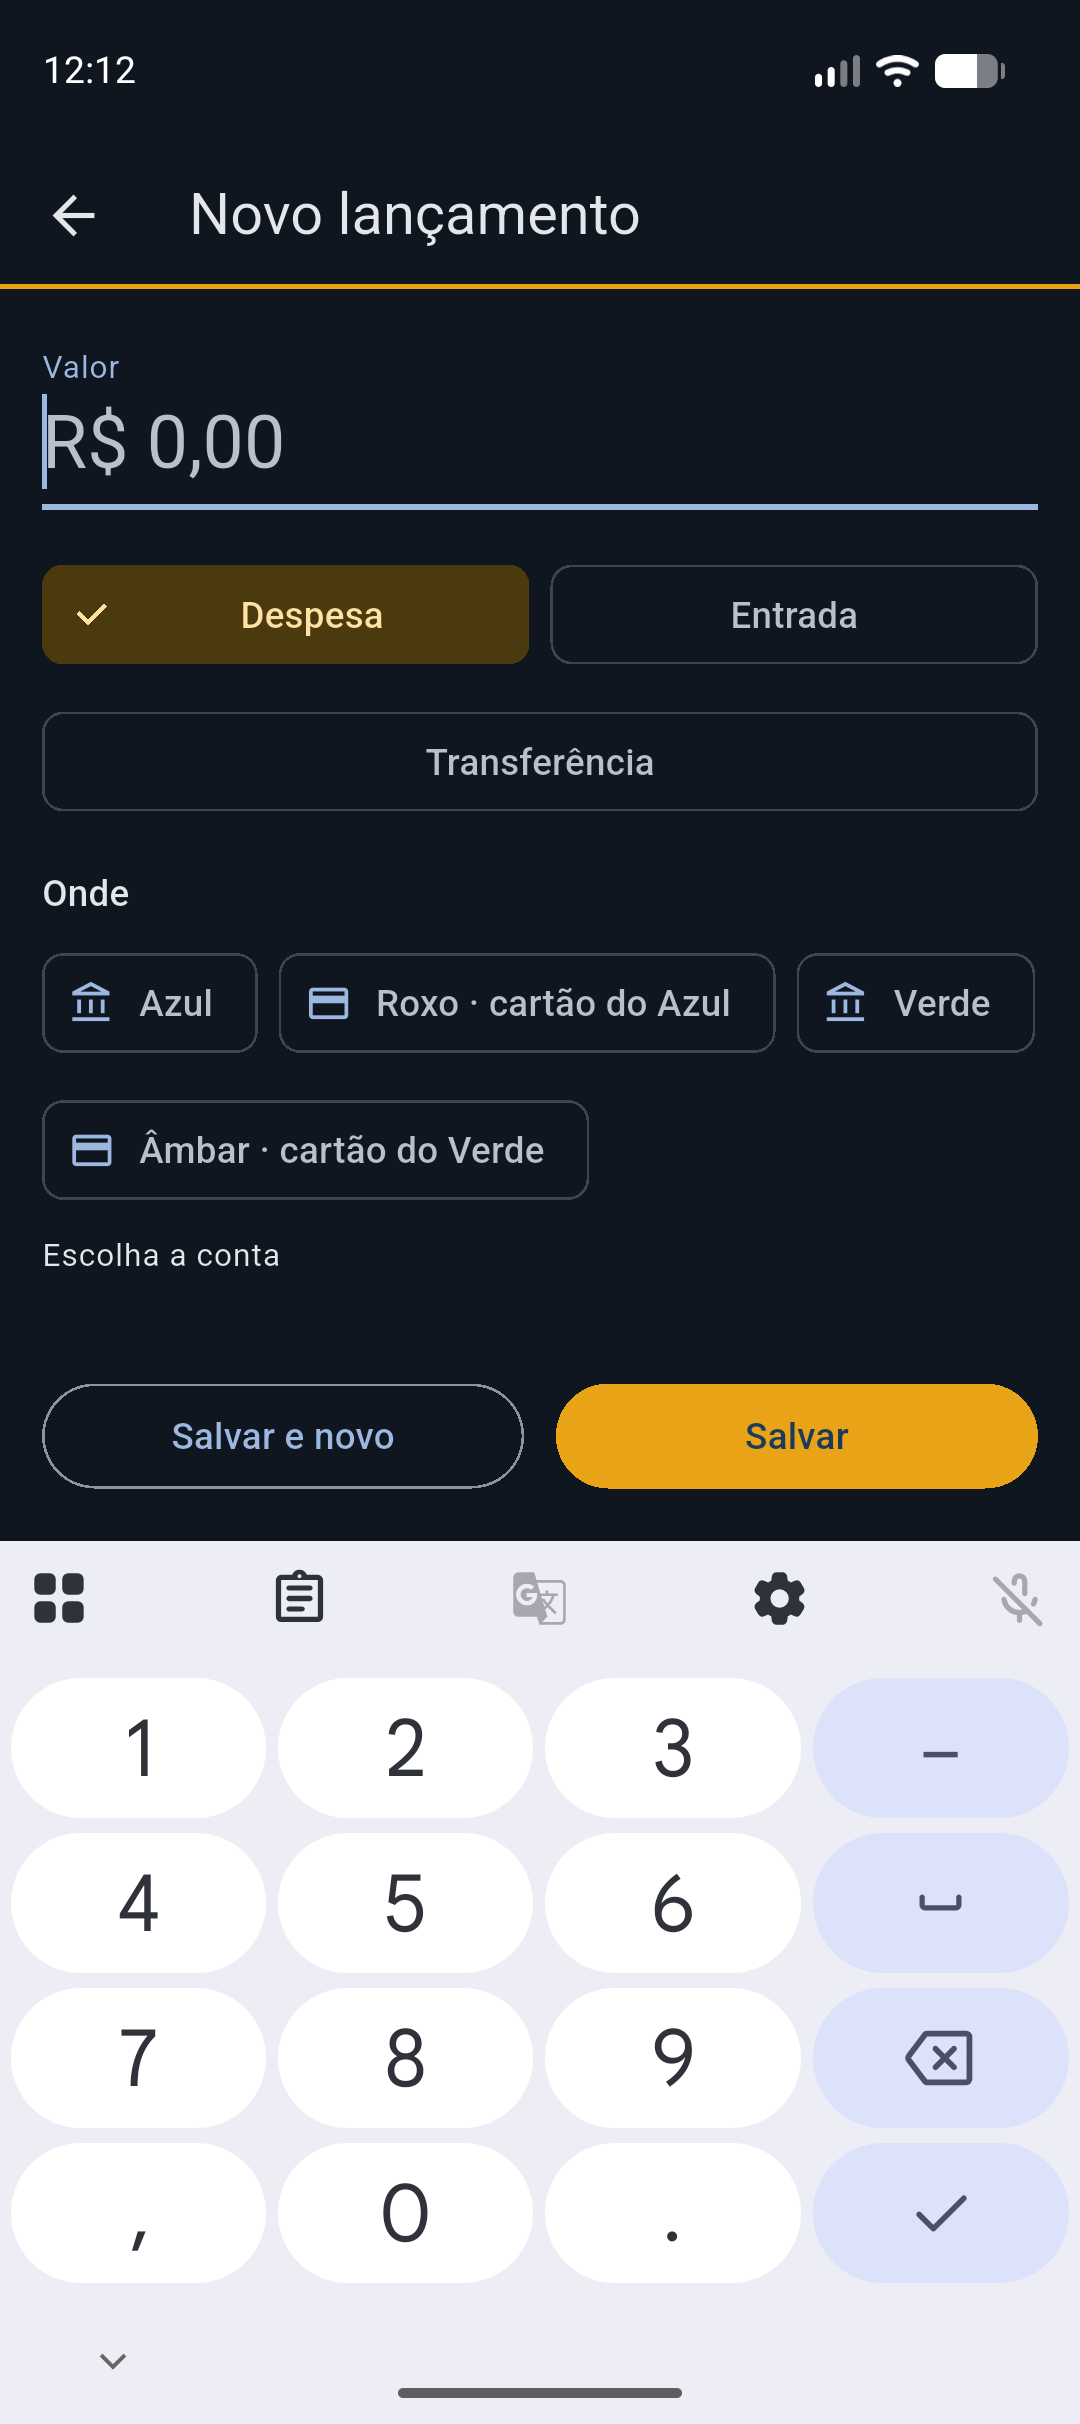 12:12
Novo lançamento
Valor
R$ 0,00
Despesa
Entrada
Transferência
Onde
Azul
Roxo · cartão do Azul
Verde
Âmbar · cartão do Verde
Escolha a conta
Salvar e novo
Salvar
1 2 3 –
4 5 6
7 8 9
, 0 .